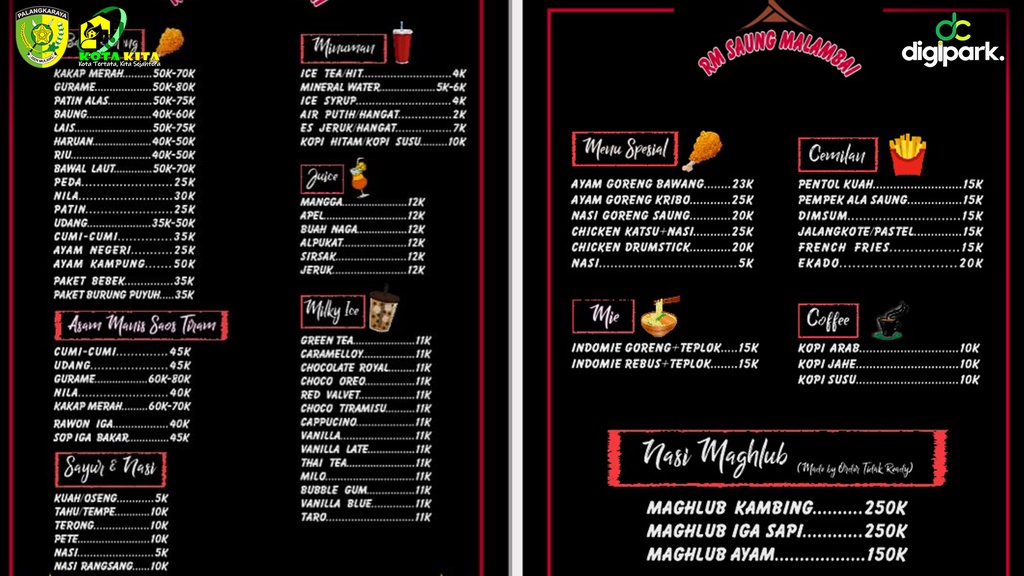 PALANGKARAYA
KOTA KITA
Kota Tertata, Kita Sejahtera
KAKAP MERAH.........50K-70K
GURAME..................50K-80K
PATIN ALAS..............50K-75K
BAUNG....................40K-60K
LAIS........................50K-75K
HARUAN..................40K-50K
RIU..........................40K-50K
BAWAL LAUT............50K-70K
PEDA.........................25K
NILA..........................30K
PATIN........................25K
UDANG..................35K-50K
CUMI-CUMI................35K
AYAM NEGERI............25K
AYAM KAMPUNG.......50K
PAKET BEBEK............35K
PAKET BURUNG PUYUH.....35K
Asam Manis Saos Tiram
CUMI-CUMI................45K
UDANG.......................45K
GURAME..............60K-80K
NILA..........................40K
KAKAP MERAH.........60K-70K
RAWON IGA..............40K
SOP IGA BAKAR..........45K
Sayur & Nasi
KUAH/OSENG.............5K
TAHU/TEMPE............10K
TERONG....................10K
PETE.........................10K
NASI..........................5K
NASI RANGSANG.....10K
Minuman
ICE TEA/HIT.......................4K
MINERAL WATER..............5K-6K
ICE SYRUP.........................4K
AIR PUTIH/HANGAT..............2K
ES JERUK/HANGAT..............7K
KOPI HITAM/KOPI SUSU........10K
Juice
MANGGA....................12K
APEL..........................12K
BUAH NAGA...............12K
ALPUKAT...................12K
SIRSAK......................12K
JERUK.......................12K
Milky Ice
GREEN TEA..................11K
CARAMELLOY...............11K
CHOCOLATE ROYAL.......11K
CHOCO OREO...............11K
RED VALVET.................11K
CHOCO TIRAMISU..........11K
CAPPUCINO..................11K
VANILLA......................11K
VANILLA LATE...............11K
THAI TEA.....................11K
MILO..........................11K
BUBBLE GUM................11K
VANILLA BLUE...............11K
TARO..........................11K
RM SAUNG MALAMBAI
dc
digipark.
Menu Spesial
AYAM GORENG BAWANG.......23K
AYAM GORENG KRIBO..........25K
NASI GORENG SAUNG..........20K
CHICKEN KATSU+NASI..........25K
CHICKEN DRUMSTICK...........20K
NASI................................5K
Mie
INDOMIE GORENG+TEPLOK....15K
INDOMIE REBUS+TEPLOK.....15K
Cemilan
PENTOL KUAH....................15K
PEMPEK ALA SAUNG............15K
DIMSUM...........................15K
JALANGKOTE/PASTEL..........15K
FRENCH FRIES..................15K
EKADO.............................20K
Coffee
KOPI ARAB.......................10K
KOPI JAHE........................10K
KOPI SUSU.......................10K
Nasi Maghlub (Made by Order Tidak Ready)
MAGHLUB KAMBING..........250K
MAGHLUB IGA SAPI............250K
MAGHLUB AYAM...............150K